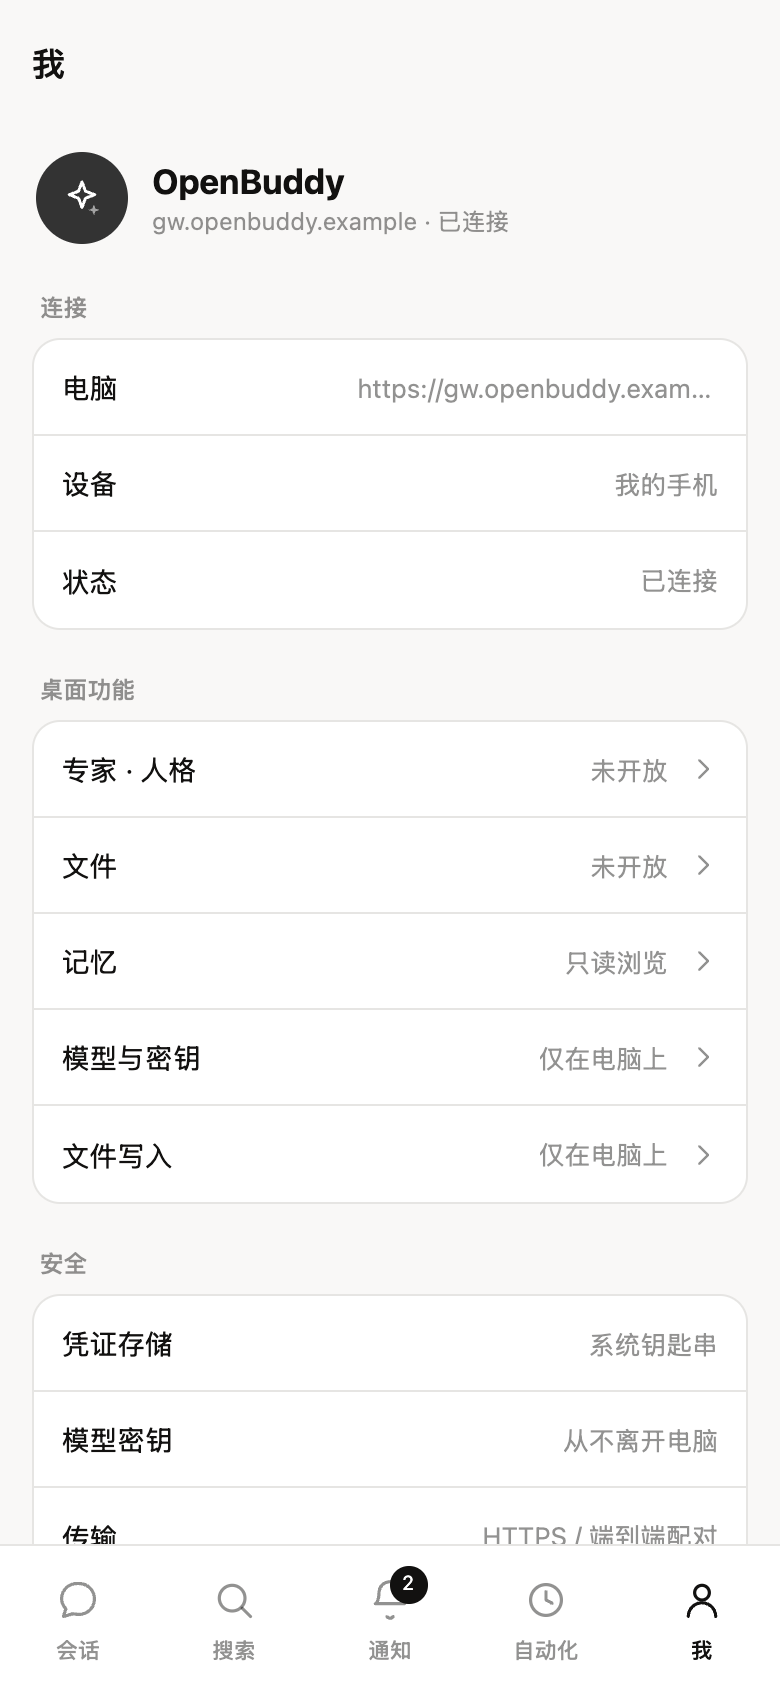 我
OpenBuddy
gw.openbuddy.example · 已连接
连接
电脑 https://gw.openbuddy.exam...
设备 我的手机
状态 已连接
桌面功能
专家 · 人格 未开放
文件 未开放
记忆 只读浏览
模型与密钥 仅在电脑上
文件写入 仅在电脑上
安全
凭证存储 系统钥匙串
模型密钥 从不离开电脑
传输 HTTPS / 端到端配对
2
会话 搜索 通知 自动化 我